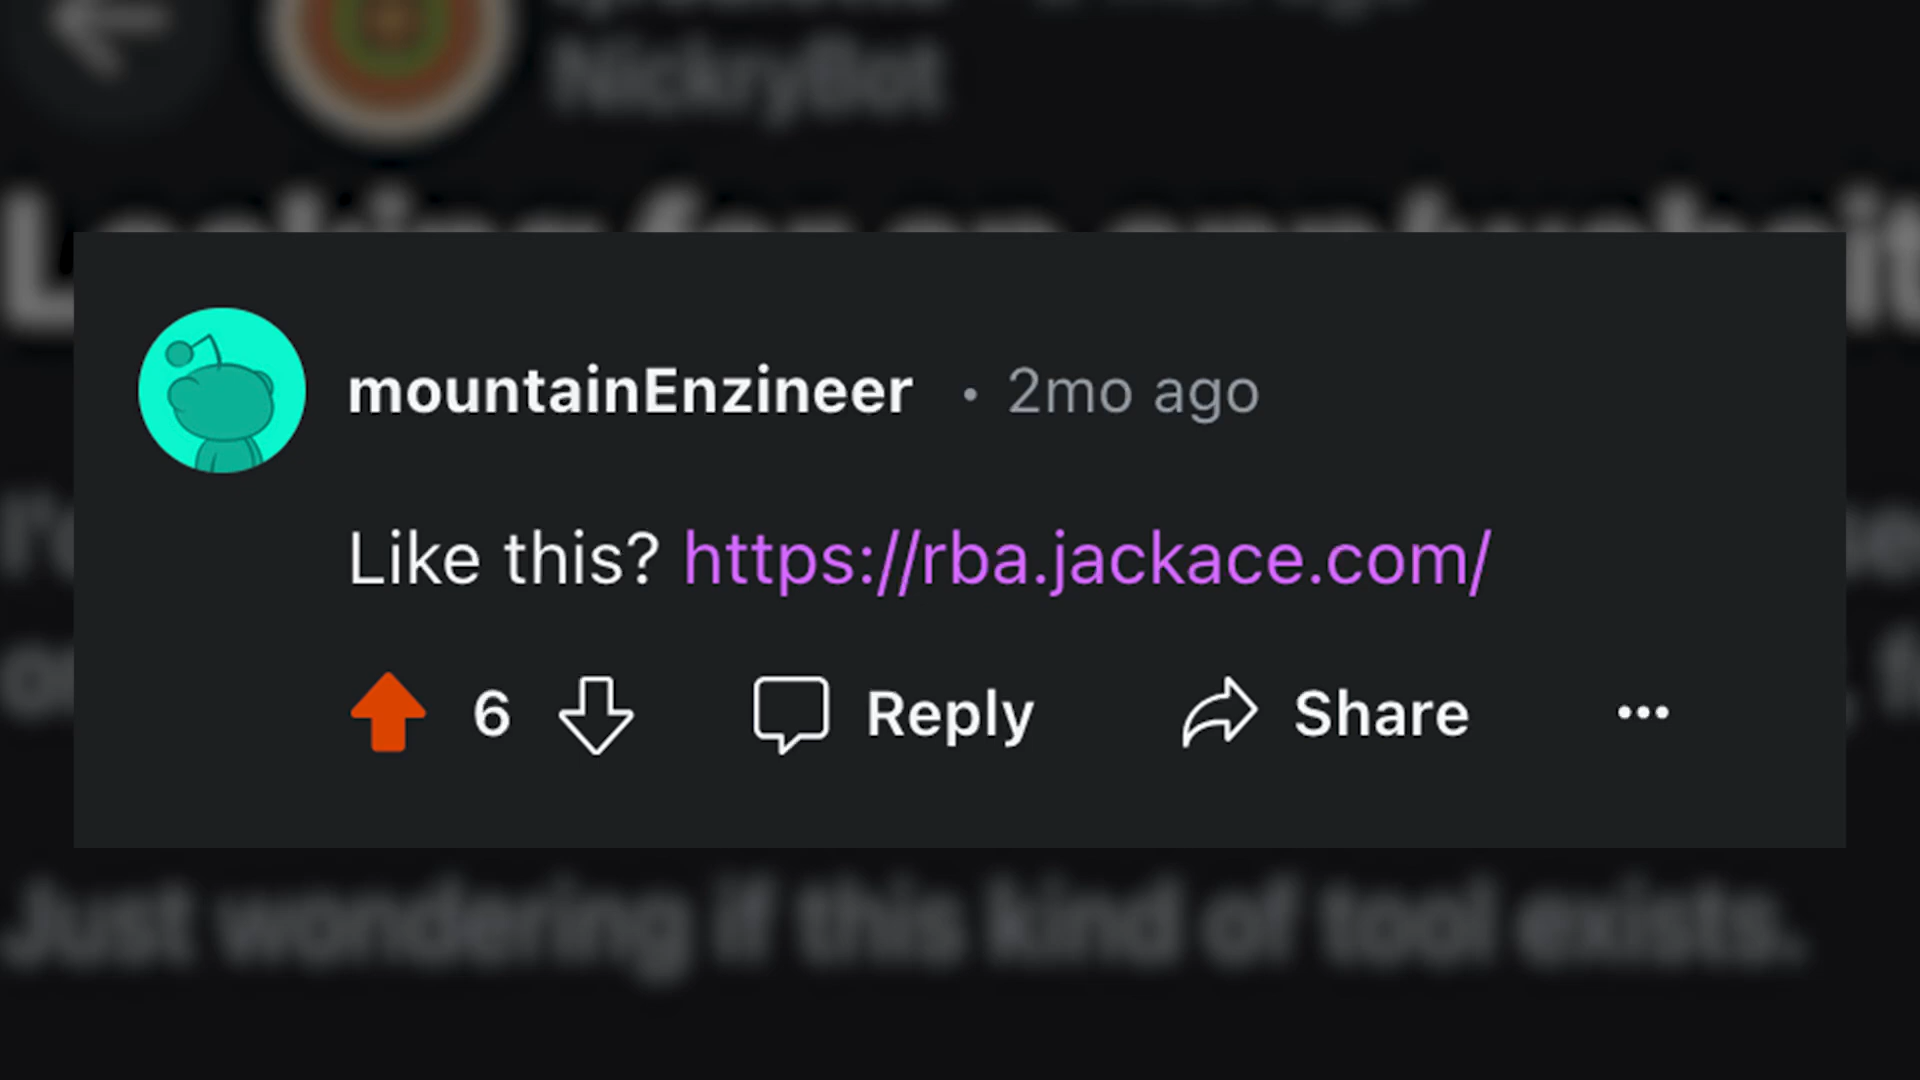 NickryBot
mountainEnzineer • 2mo ago
Like this? https://rba.jackace.com/
6 Reply Share
Just wondering if this kind of tool exists.